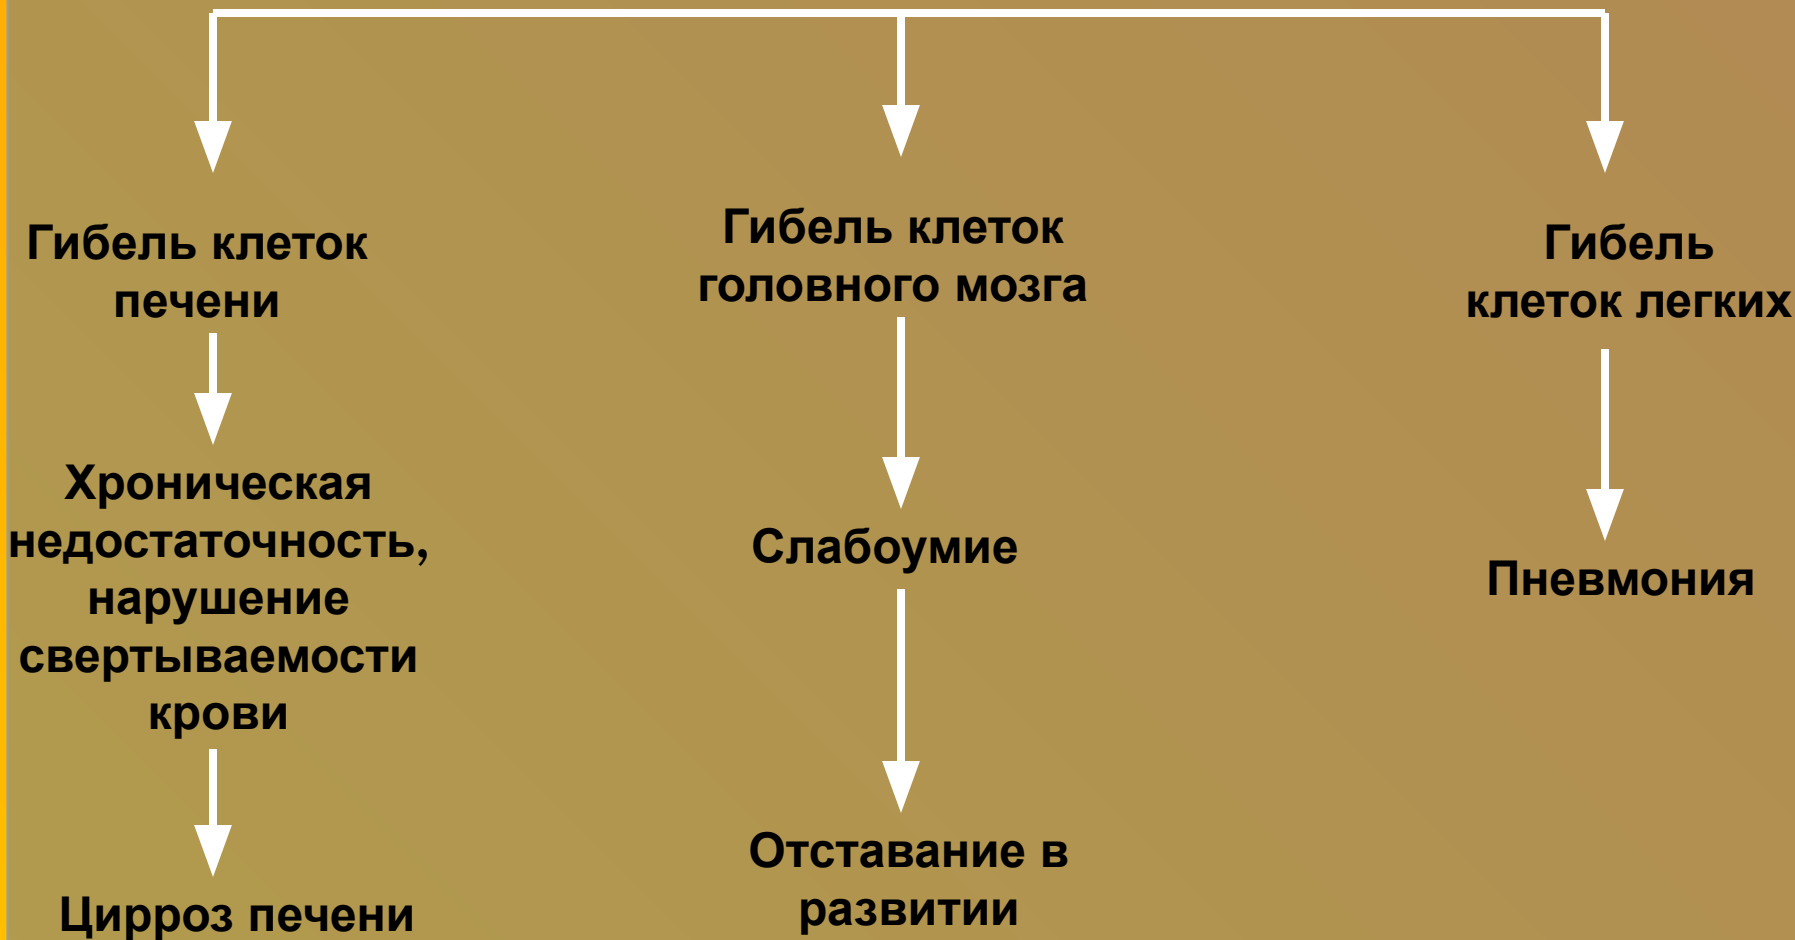 Гибель клеток
печени
Хроническая
недостаточность,
нарушение
свертываемости
крови
Цирроз печени
Гибель клеток
головного мозга
Слабоумие
Отставание в
развитии
Гибель
клеток легких
Пневмония